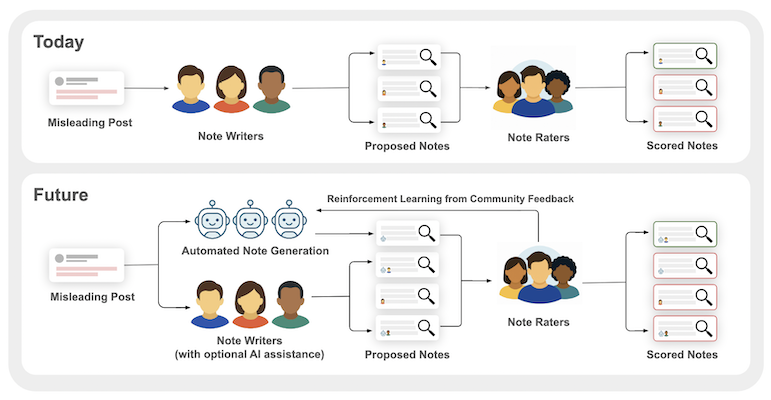 Today
Misleading Post
Note Writers
Proposed Notes
Note Raters
Scored Notes
Future
Reinforcement Learning from Community Feedback
Automated Note Generation
Misleading Post
Note Writers
(with optional AI assistance)
Proposed Notes
Note Raters
Scored Notes